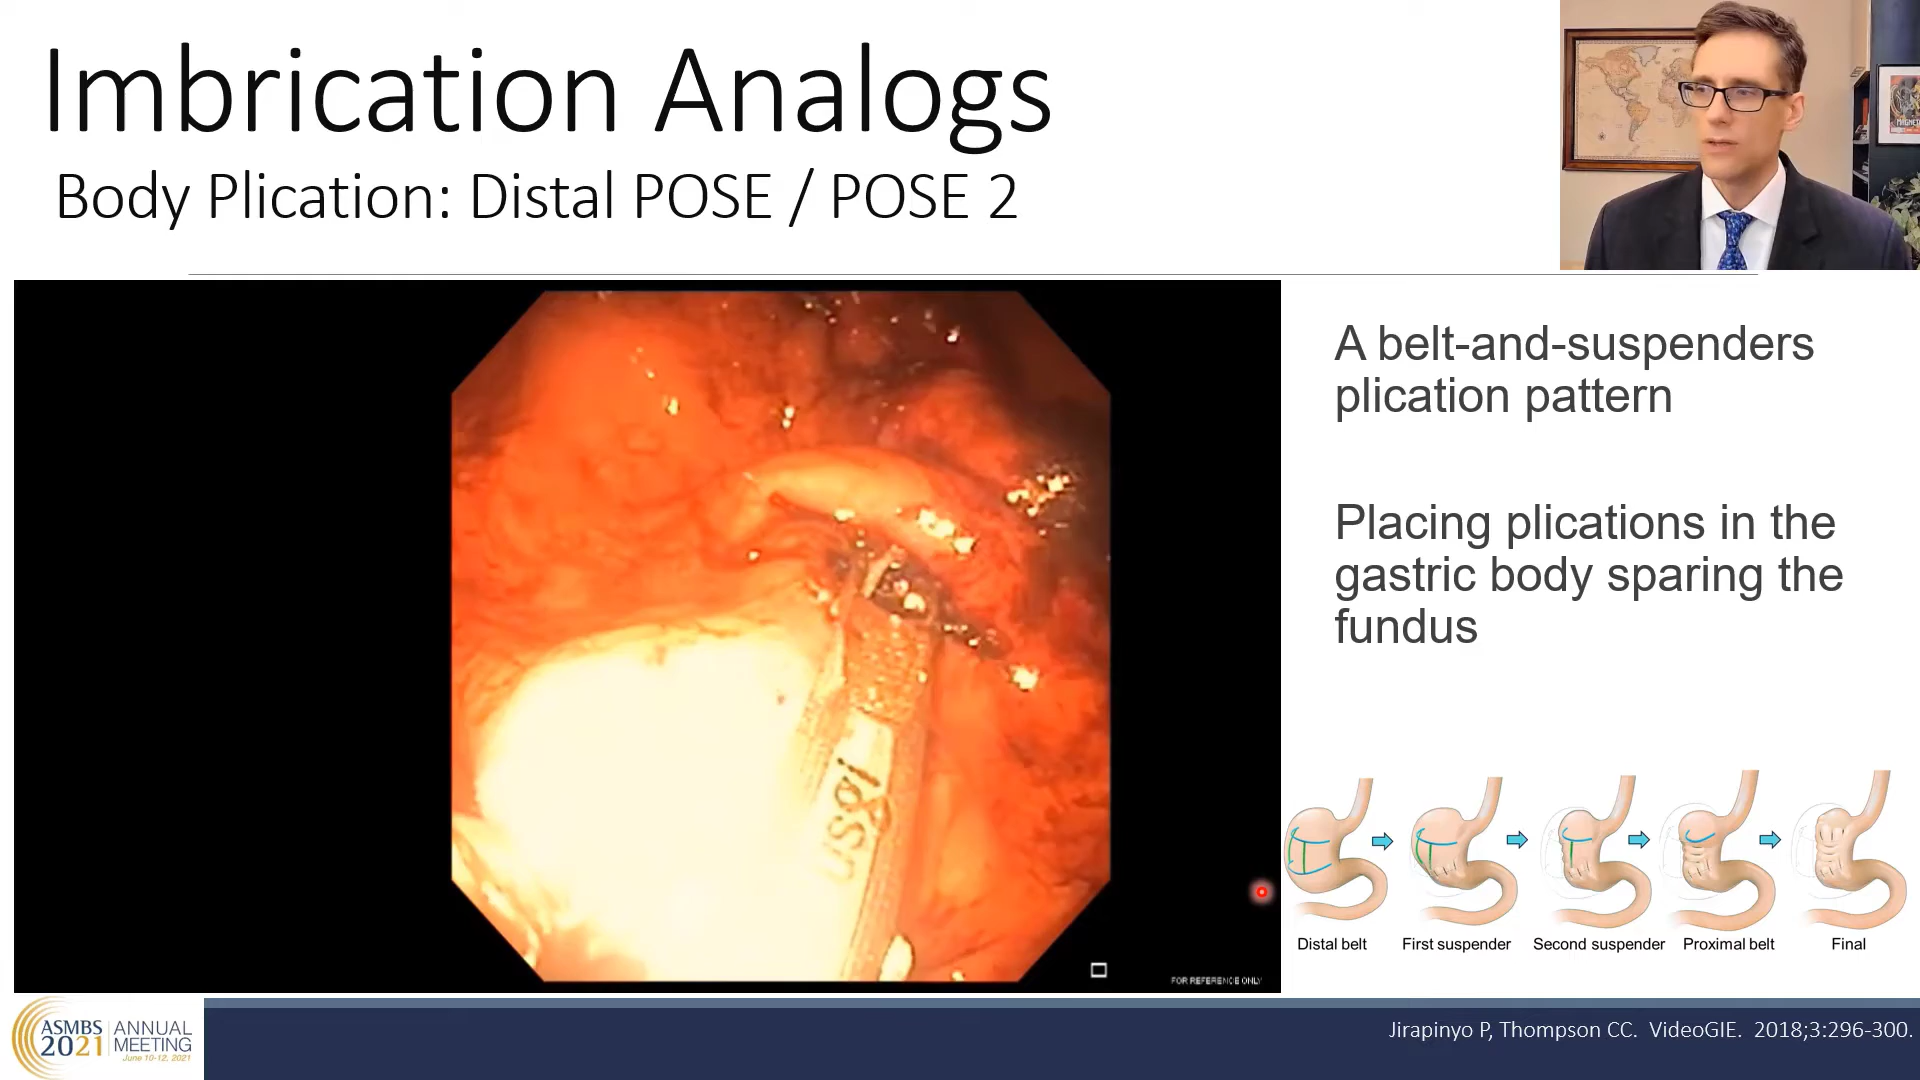 Imbrication Analogs
Body Plication: Distal POSE / POSE 2
A belt-and-suspenders
plication pattern
Placing plications in the
gastric body sparing the
fundus
USGI
Distal belt
First suspender
Second suspender
Proximal belt
Final
FOR REFERENCE ONLY
ASMBS
2021
ANNUAL
MEETING
June 10-12, 2021
Jirapinyo P, Thompson CC. VideoGIE. 2018;3:296-300.